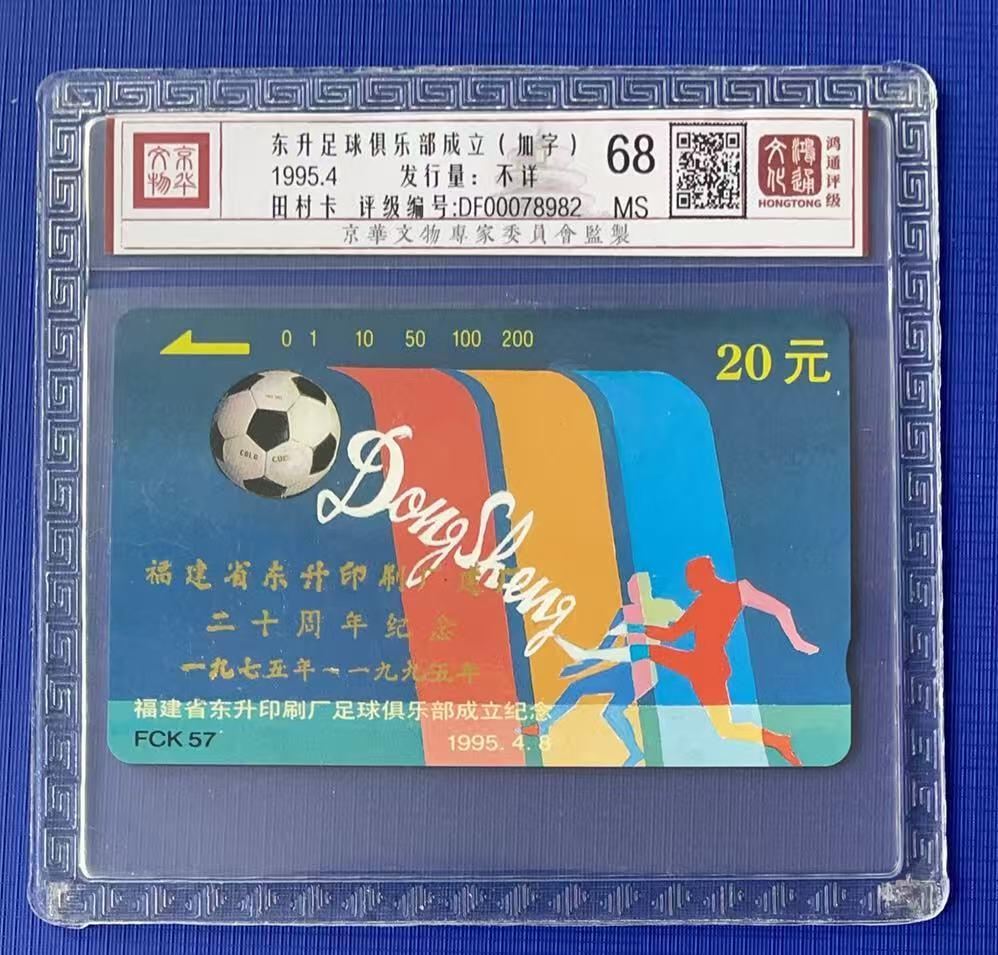 京华文物
东升足球俱乐部成立(加字)
1995.4 发行量:不详
田村卡 评级编号:DF00078982
68
MS
鸿通文化
HONGTONG
鸿通评级
京華文物專家委員會監製
0 1 10 50 100 200
20元
COLD
DongSheng
福建省东升印刷厂建厂
二十周年纪念
一九七五年~一九九五年
福建省东升印刷厂足球俱乐部成立纪念
FCK 57
1995.4.8